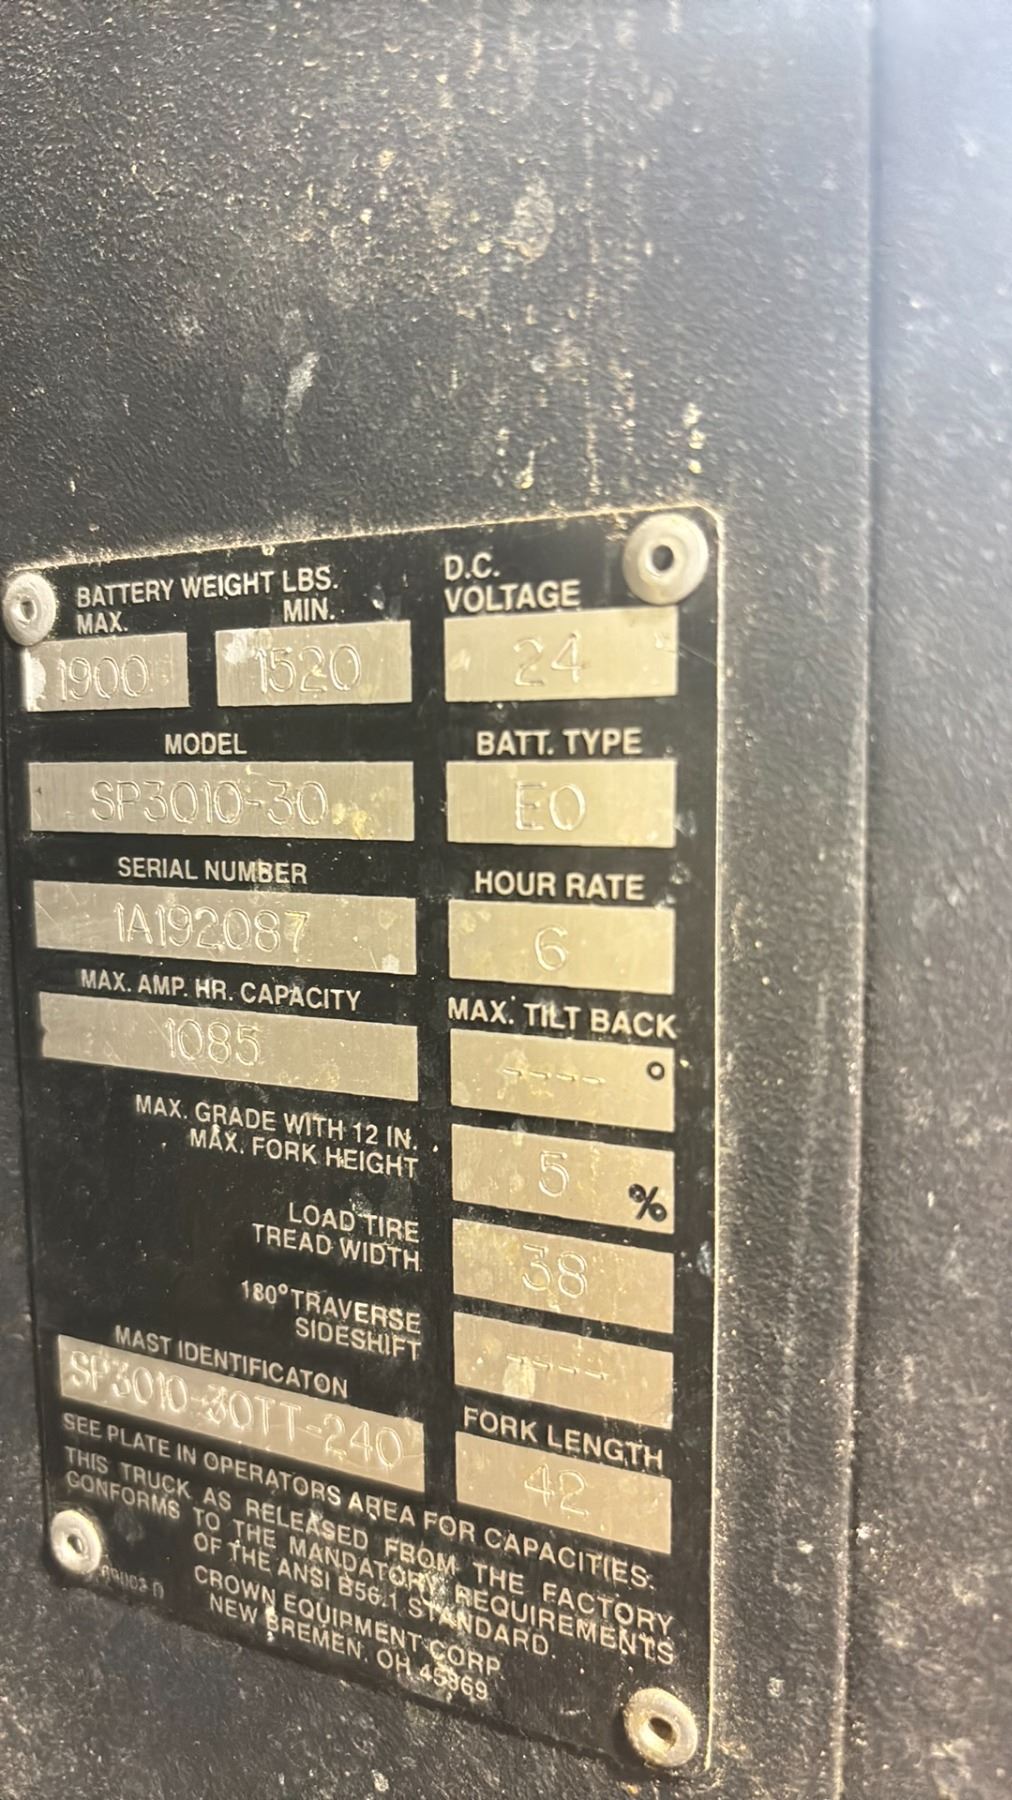 BATTERY WEIGHT LBS.
MAX. MIN.
1900 1520
D.C.
VOLTAGE
24
MODEL
SP3010-30
BATT. TYPE
EO
SERIAL NUMBER
1A192087
HOUR RATE
6
MAX. AMP. HR. CAPACITY
1085
MAX. TILT BACK
---- °
MAX. GRADE WITH 12 IN.
MAX. FORK HEIGHT
5 %
LOAD TIRE
TREAD WIDTH
38
180° TRAVERSE
SIDESHIFT
----
MAST IDENTIFICATON
SP3010-30TT-240
FORK LENGTH
42
SEE PLATE IN OPERATORS AREA FOR CAPACITIES.
THIS TRUCK AS RELEASED FROM THE FACTORY
CONFORMS TO THE MANDATORY REQUIREMENTS
OF THE ANSI B56.1 STANDARD.
CROWN EQUIPMENT CORP.
NEW BREMEN, OH 45869